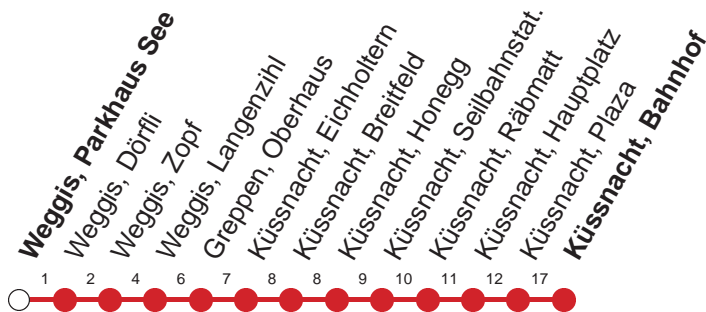 Weggis, Parkhaus See
Weggis, Dörfli
Weggis, Zopf
Weggis, Langenzihl
Greppen, Oberhaus
Küssnacht, Eichholtern
Küssnacht, Breitfeld
Küssnacht, Honegg
Küssnacht, Seilbahnstat.
Küssnacht, Räbmatt
Küssnacht, Hauptplatz
Küssnacht, Plaza
Küssnacht, Bahnhof
1 2 4 6 7 8 8 9 10 11 12 17